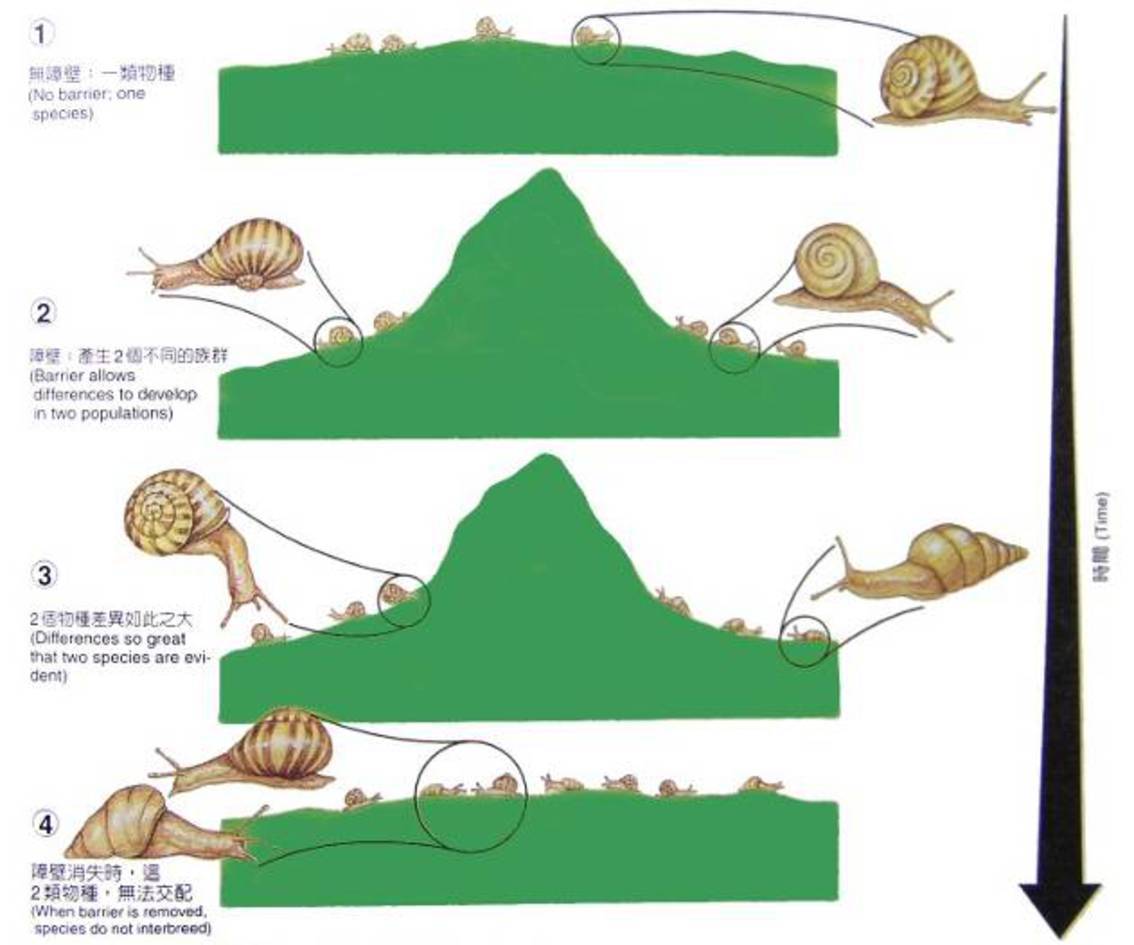 1
無障壁：一類物種
(No barrier; one
species)
2
障壁：產生2個不同的族群
(Barrier allows
differences to develop
in two populations)
3
2個物種差異如此之大
(Differences so great
that two species are evi-
dent)
4
障壁消失時，這
2類物種，無法交配
(When barrier is removed,
species do not interbreed)
時間 (Time)